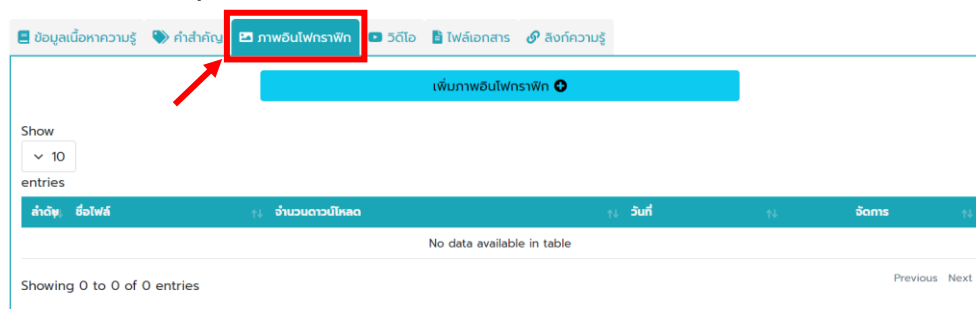 ข้อมูลเนื้อหาความรู้ คำสำคัญ ภาพอินโฟกราฟิก วิดีโอ ไฟล์เอกสาร ลิงก์ความรู้
เพิ่มภาพอินโฟกราฟิก
Show
10
entries
ลำดับ ชื่อไฟล์ จำนวนดาวน์โหลด วันที่ จัดการ
No data available in table
Showing 0 to 0 of 0 entries
Previous Next